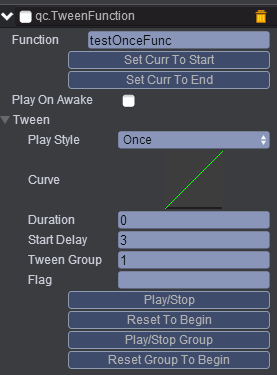 qc.TweenFunction
Function testOnceFunc
Set Curr To Start
Set Curr To End
Play On Awake
Tween
Play Style Once
Curve
Duration 0
Start Delay 3
Tween Group 1
Flag
Play/Stop
Reset To Begin
Play/Stop Group
Reset Group To Begin